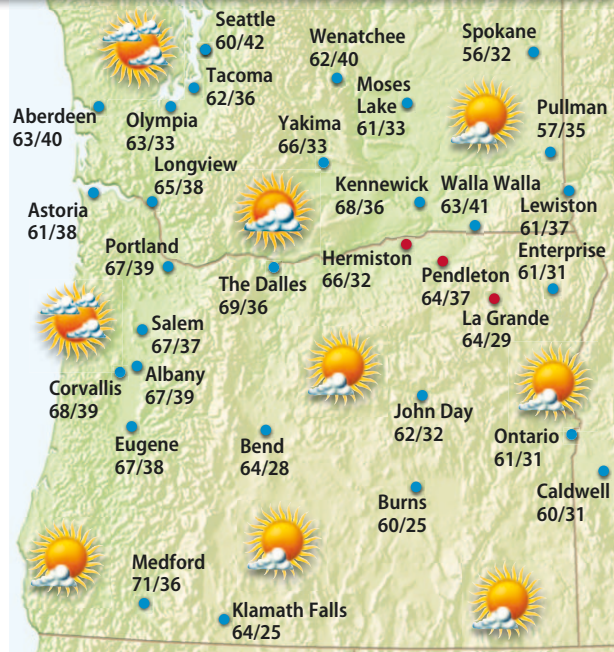 Seattle
60/42
Wenatchee
62/40
Spokane
56/32
Tacoma
62/36
Moses
Lake
61/33
Pullman
57/35
Aberdeen
63/40
Olympia
63/33
Yakima
66/33
Longview
65/38
Kennewick
68/36
Walla Walla
63/41
Lewiston
61/37
Astoria
61/38
Portland
67/39
The Dalles
69/36
Hermiston
66/32
Pendleton
64/37
Enterprise
61/31
La Grande
64/29
Salem
67/37
Corvallis
68/39
Albany
67/39
John Day
62/32
Eugene
67/38
Bend
64/28
Ontario
61/31
Burns
60/25
Caldwell
60/31
Medford
71/36
Klamath Falls
64/25